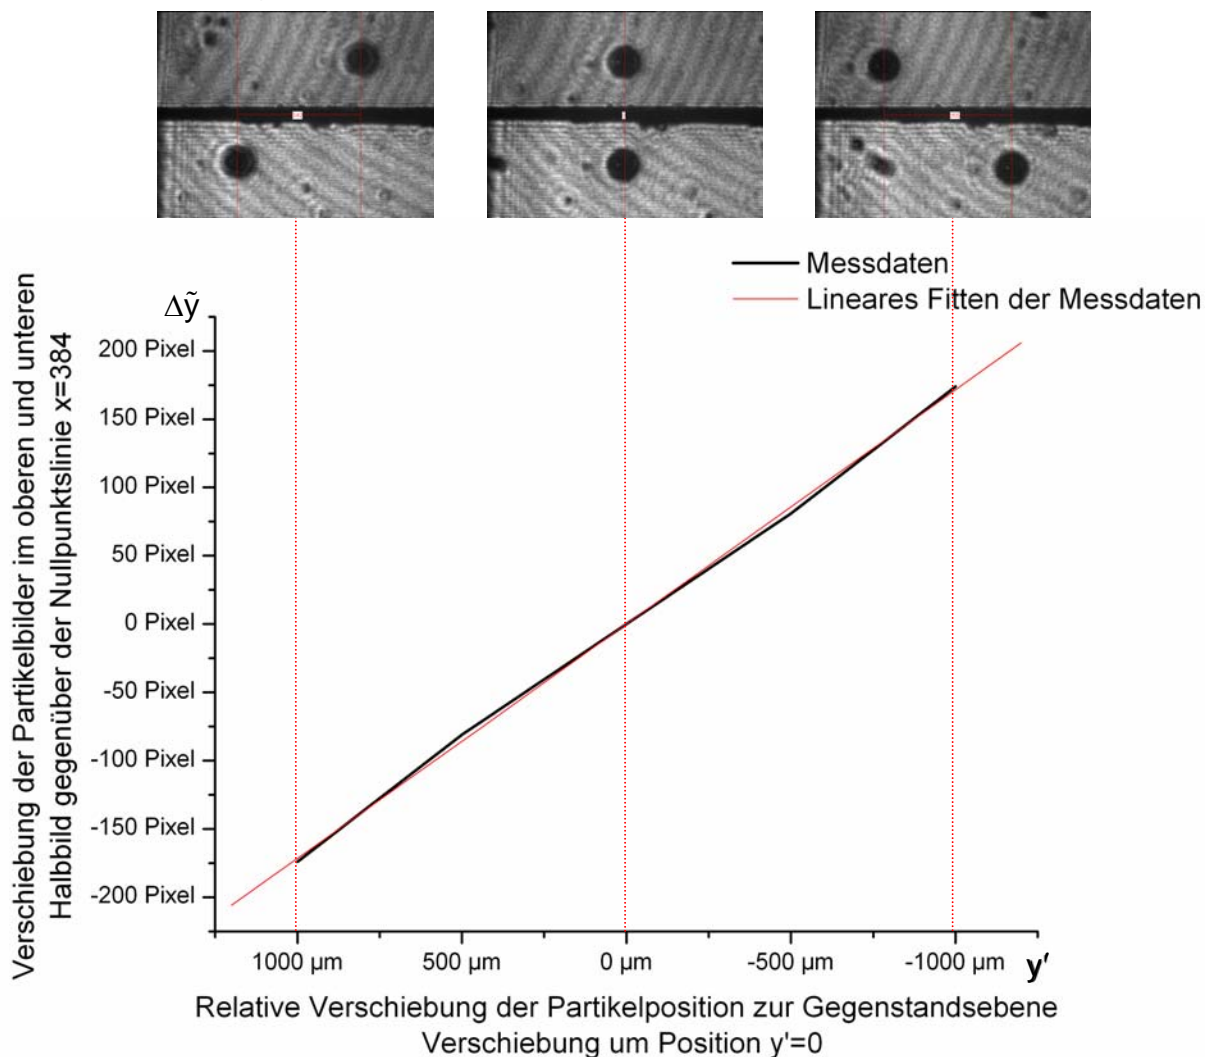 Messdaten
Lineares Fitten der Messdaten
Δỹ
Verschiebung der Partikelbilder im oberen und unteren
Halbbild gegenüber der Nullpunktslinie x=384
200 Pixel
150 Pixel
100 Pixel
50 Pixel
0 Pixel
-50 Pixel
-100 Pixel
-150 Pixel
-200 Pixel
1000 µm
500 µm
0 µm
-500 µm
-1000 µm
y'
Relative Verschiebung der Partikelposition zur Gegenstandsebene
Verschiebung um Position y'=0